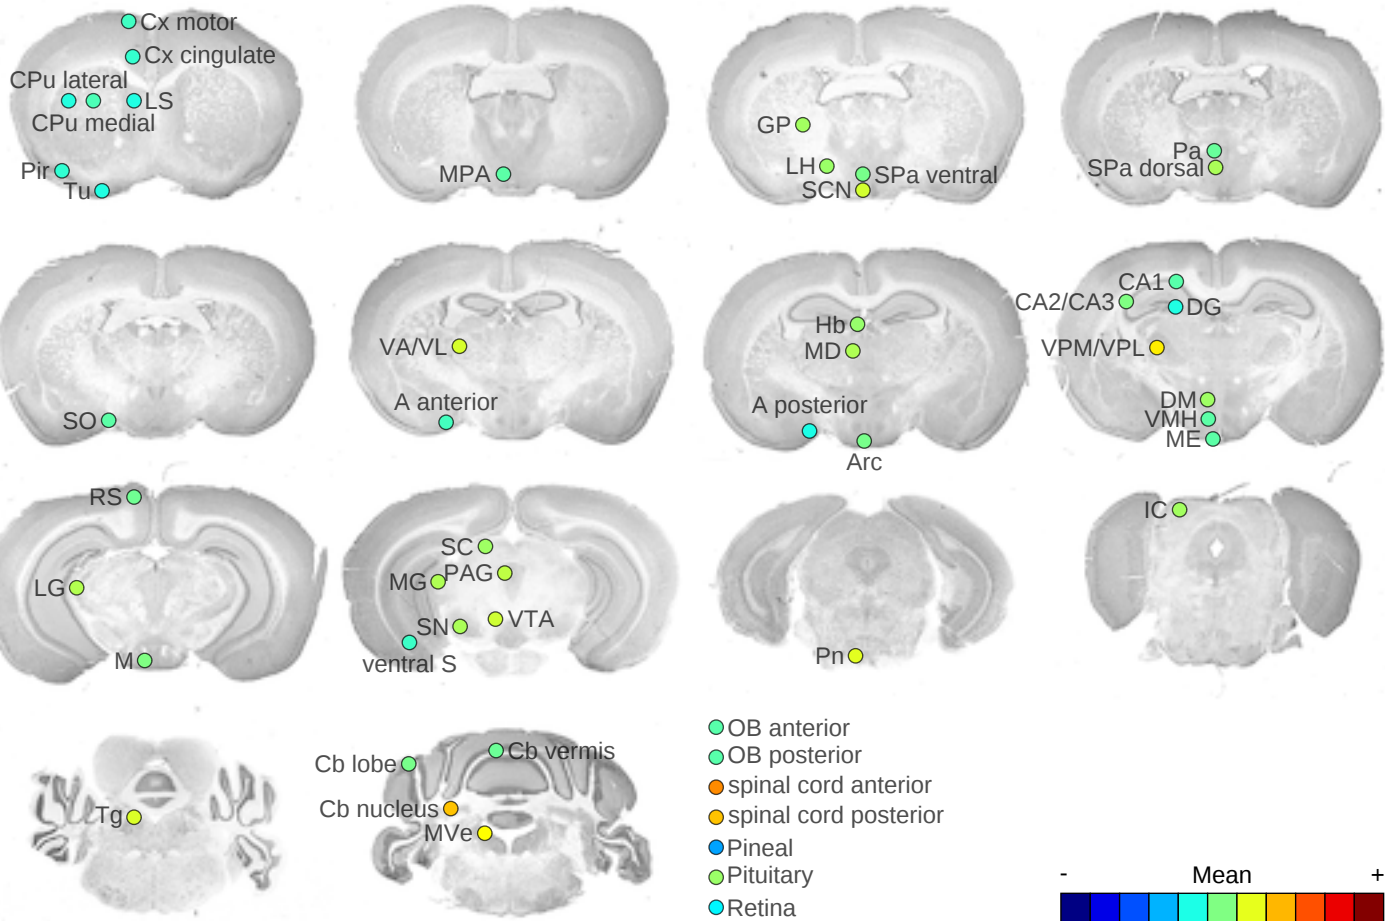 Cx motor
Cx cingulate
CPu lateral
LS
CPu medial
Pir
Tu
MPA
GP
LH
SPa ventral
SCN
Pa
SPa dorsal
SO
VA/VL
A anterior
Hb
MD
A posterior
Arc
CA1
CA2/CA3
DG
VPM/VPL
DM
VMH
ME
RS
LG
M
SC
MG
PAG
SN
VTA
ventral S
Pn
IC
Tg
Cb lobe
Cb vermis
Cb nucleus
MVe
OB anterior
OB posterior
spinal cord anterior
spinal cord posterior
Pineal
Pituitary
Retina
- Mean +